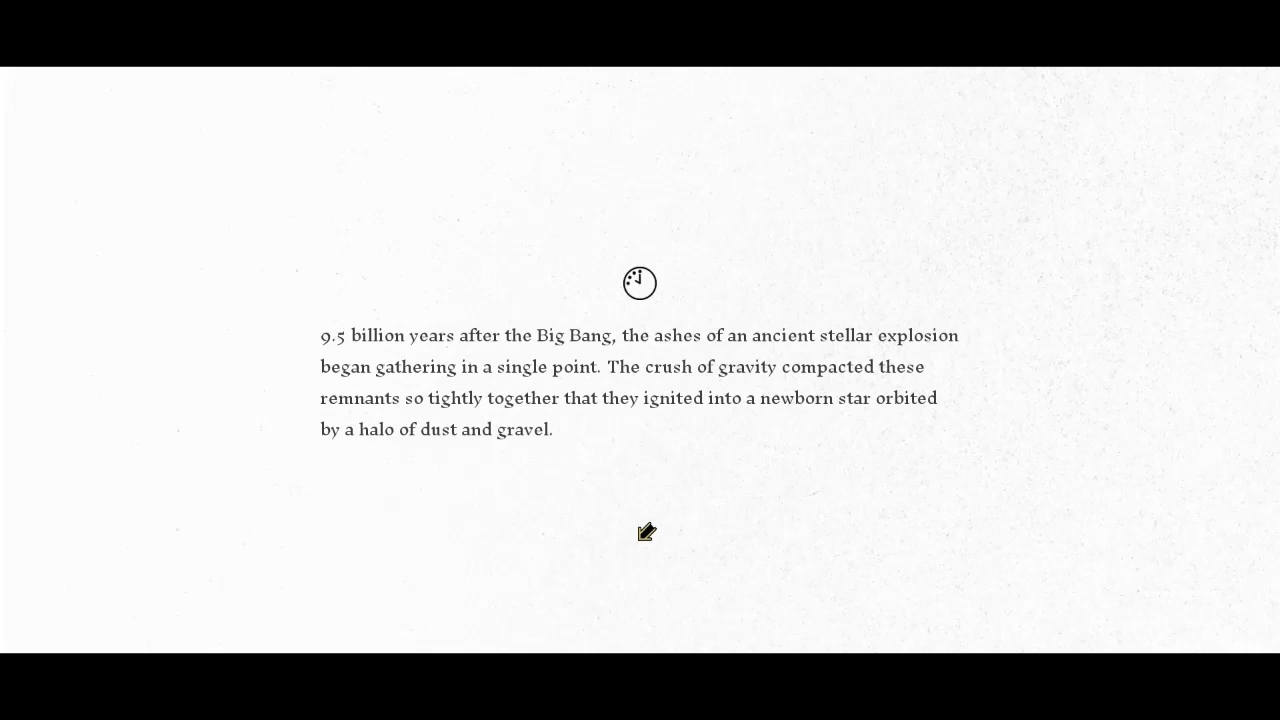 9.5 billion years after the Big Bang, the ashes of an ancient stellar explosion
began gathering in a single point. The crush of gravity compacted these
remnants so tightly together that they ignited into a newborn star orbited
by a halo of dust and gravel.